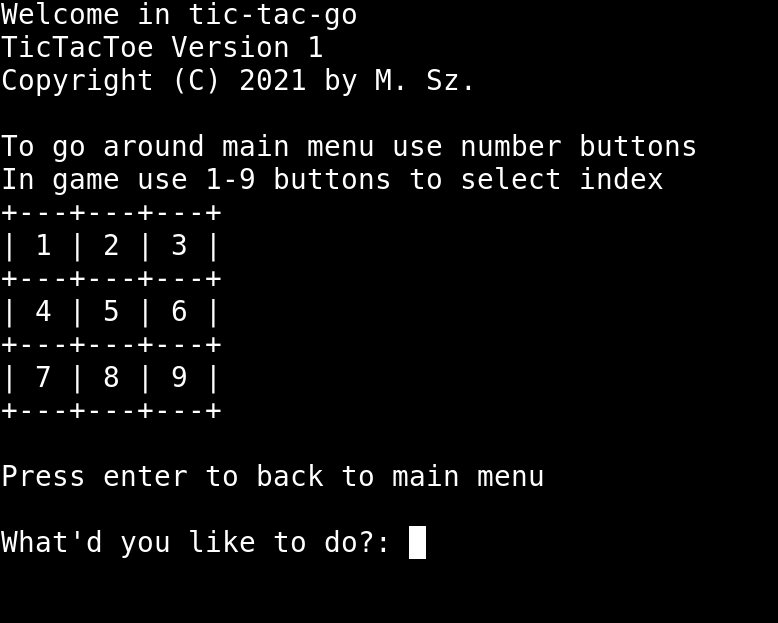 Welcome in tic-tac-go
TicTacToe Version 1
Copyright (C) 2021 by M. Sz.
To go around main menu use number buttons
In game use 1-9 buttons to select index
+---+---+---+
| 1 | 2 | 3 |
+---+---+---+
| 4 | 5 | 6 |
+---+---+---+
| 7 | 8 | 9 |
+---+---+---+
Press enter to back to main menu
What'd you like to do?: